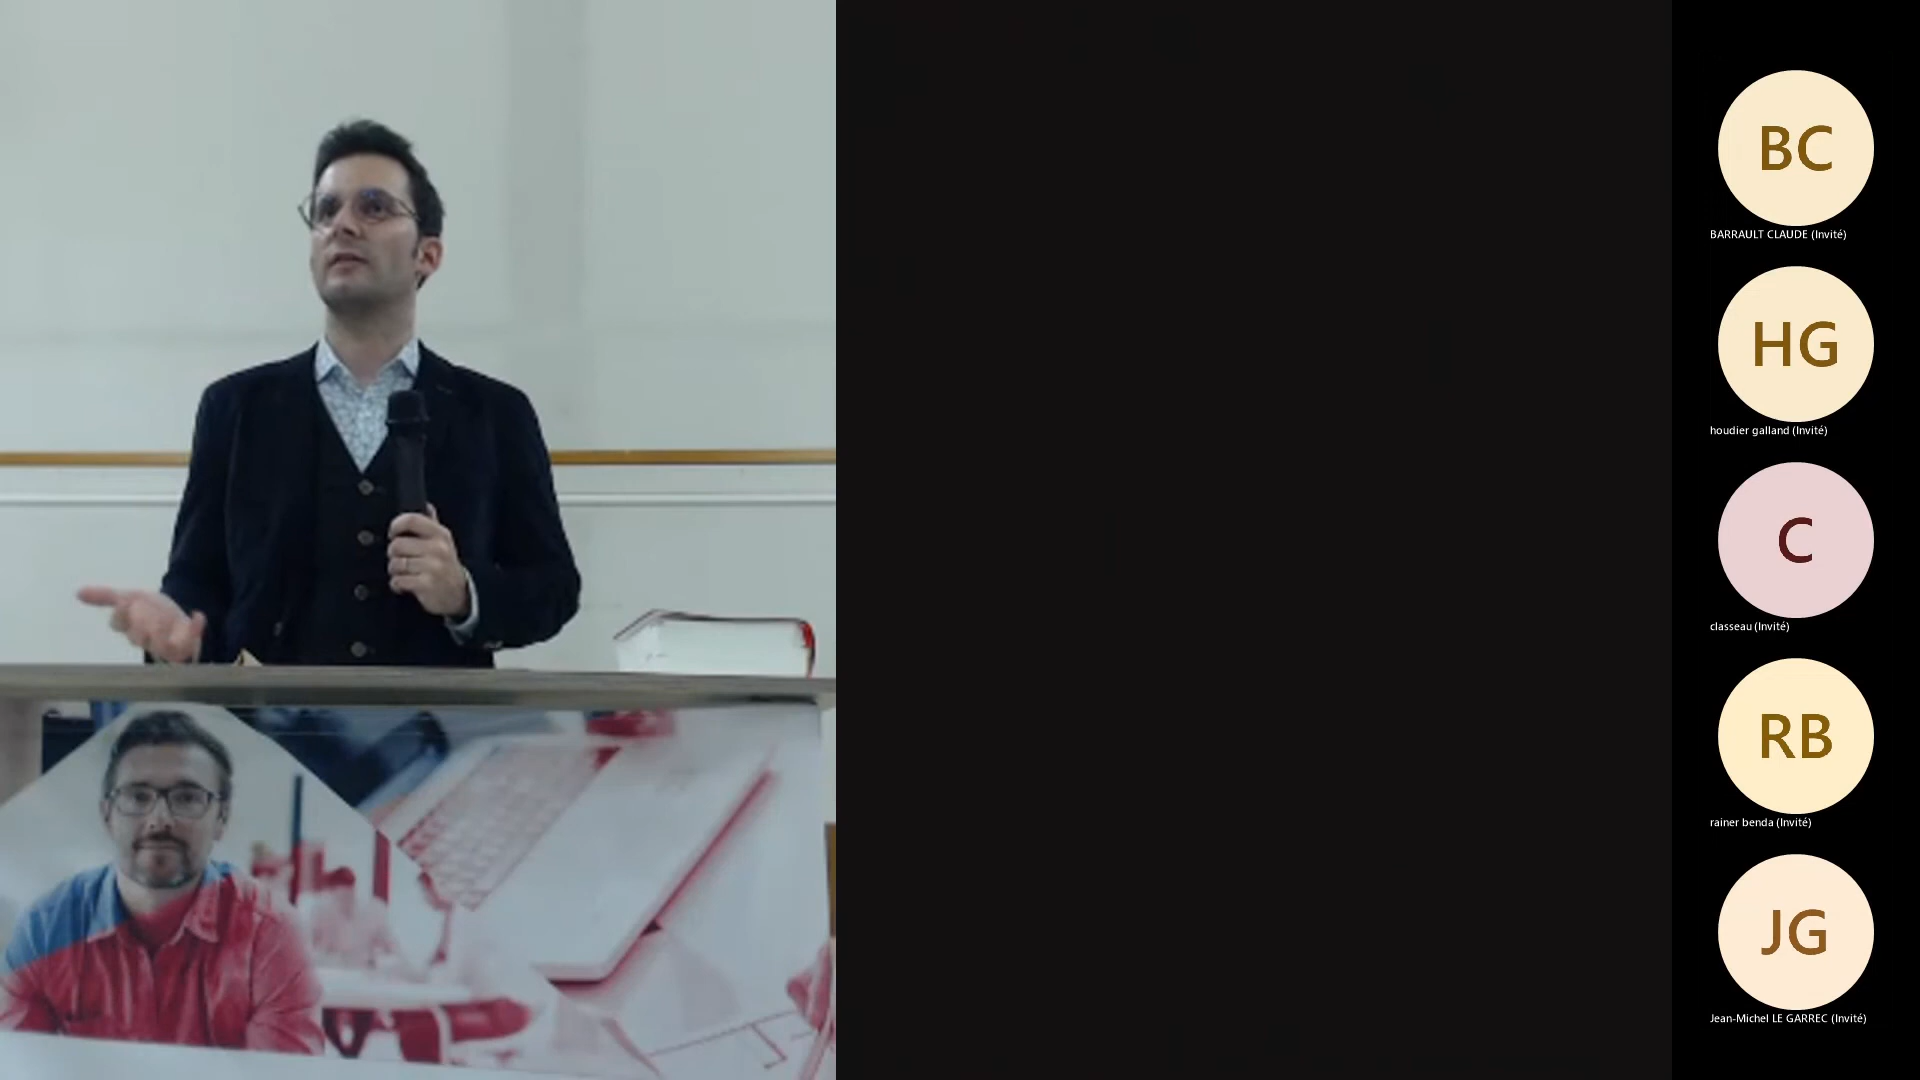 BC
BARRAULT CLAUDE (Invité)
HG
houdier galland (Invité)
C
classeau (Invité)
RB
rainer benda (Invité)
JG
Jean-Michel LE GARREC (Invité)